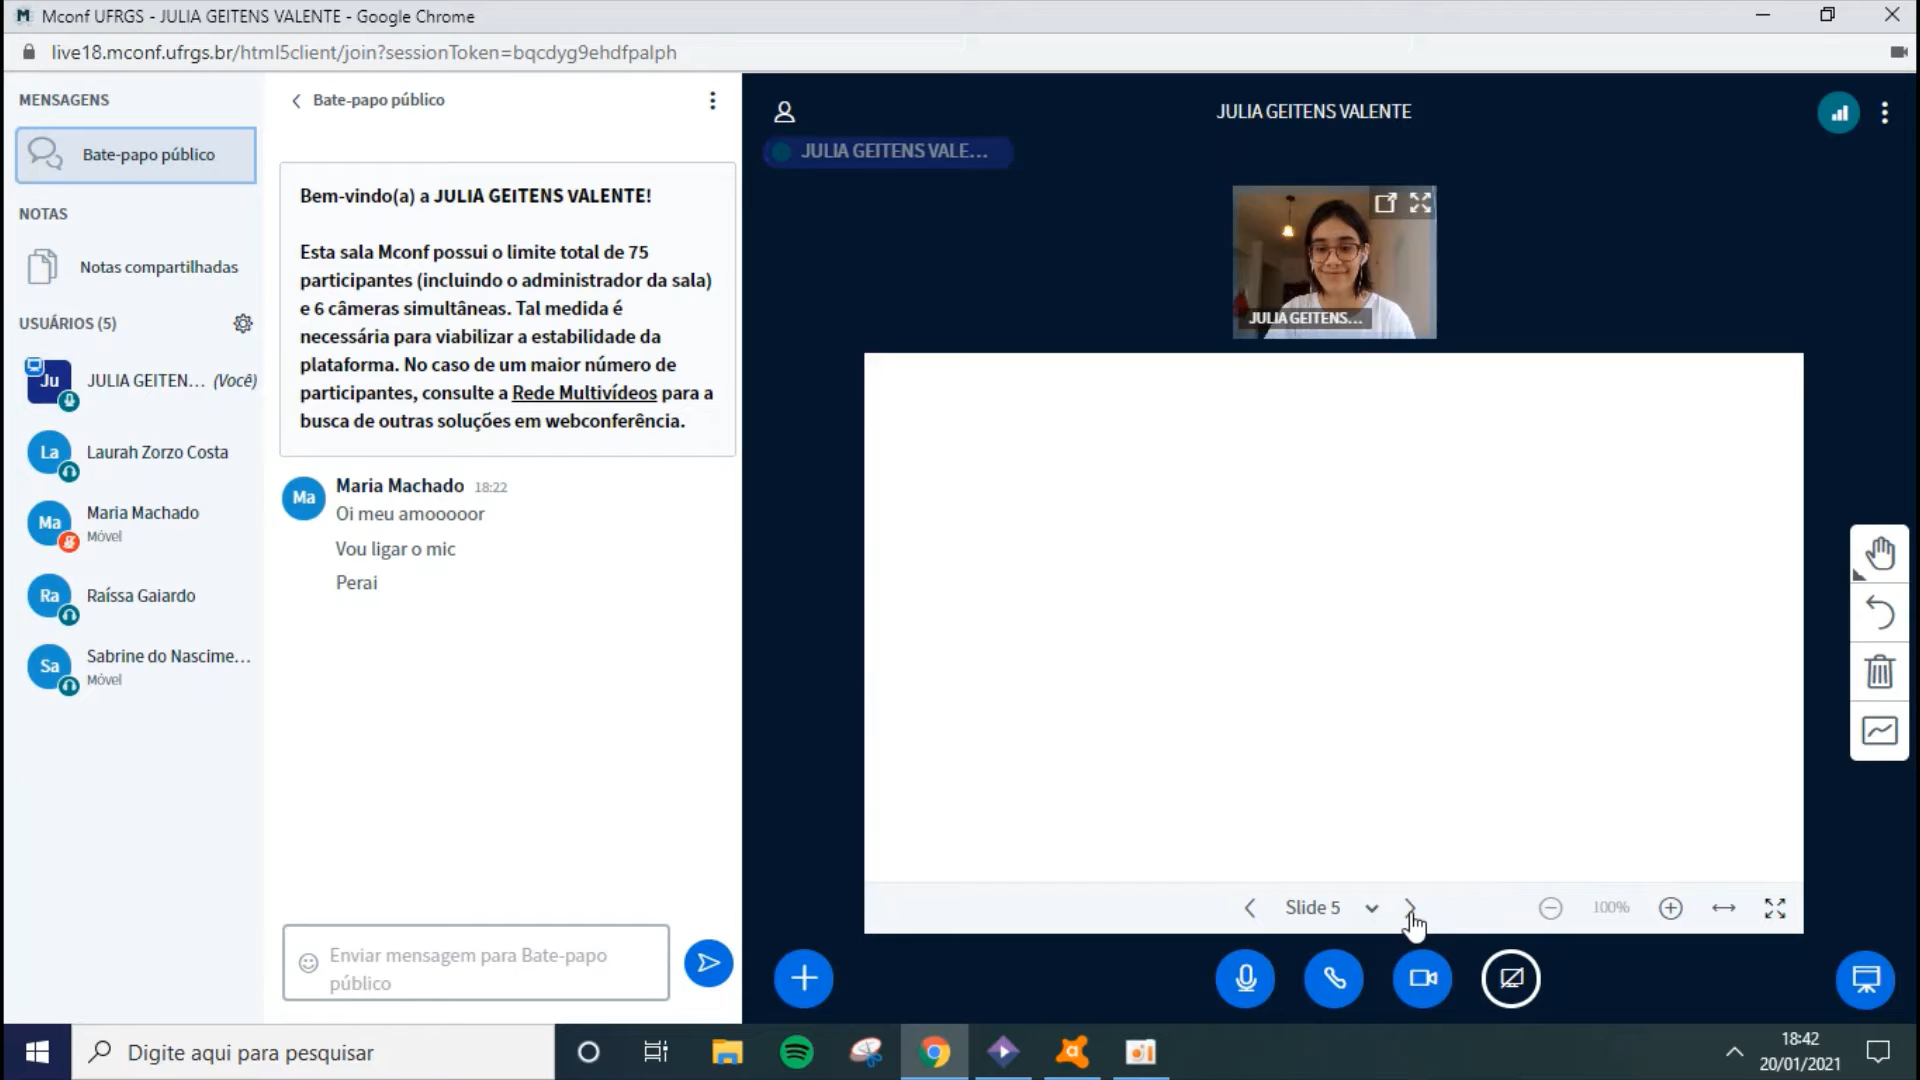 Mconf UFRGS - JULIA GEITENS VALENTE - Google Chrome
live18.mconf.ufrgs.br/html5client/join?sessionToken=bqcdyg9ehdfpalph
MENSAGENS
Bate-papo público
NOTAS
Notas compartilhadas
USUÁRIOS (5)
Ju
JULIA GEITEN... (Você)
La
Laurah Zorzo Costa
Ma
Maria Machado
Móvel
Ra
Raíssa Gaiardo
Sa
Sabrine do Nascime...
Móvel
Bate-papo público
Bem-vindo(a) a JULIA GEITENS VALENTE!
Esta sala Mconf possui o limite total de 75
participantes (incluindo o administrador da sala)
e 6 câmeras simultâneas. Tal medida é
necessária para viabilizar a estabilidade da
plataforma. No caso de um maior número de
participantes, consulte a Rede Multivídeos para a
busca de outras soluções em webconferência.
Ma
Maria Machado 18:22
Oi meu amooooor
Vou ligar o mic
Perai
Enviar mensagem para Bate-papo
público
JULIA GEITENS VALENTE
JULIA GEITENS VALE...
JULIA GEITENS...
Slide 5
100%
Digite aqui para pesquisar
18:42
20/01/2021